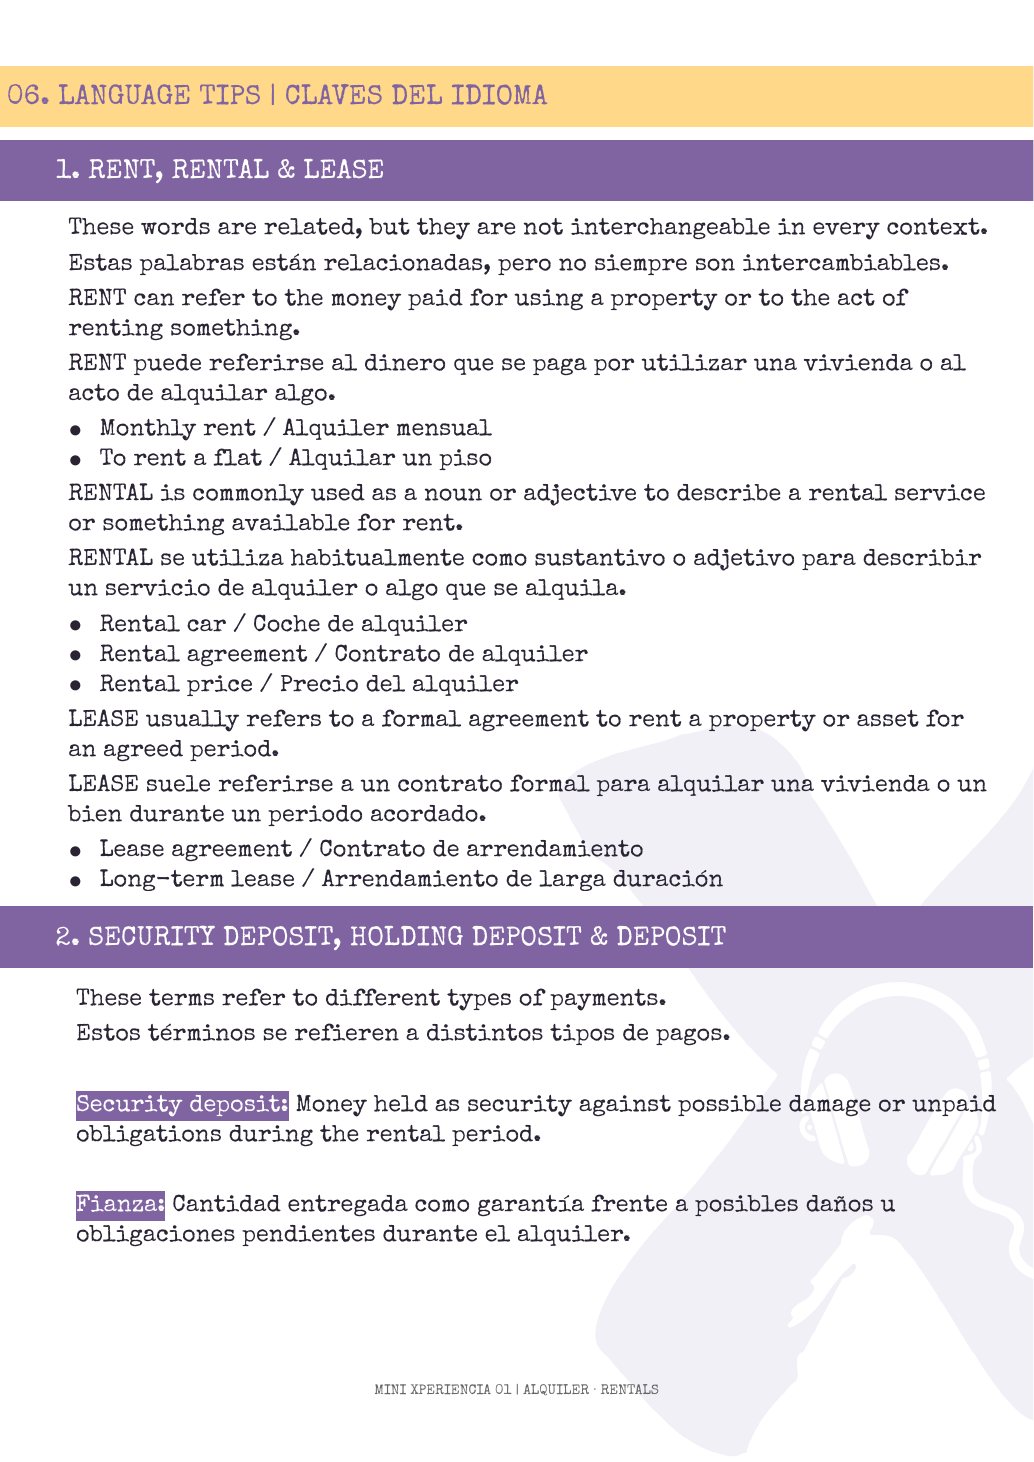 06. LANGUAGE TIPS | CLAVES DEL IDIOMA
1. RENT, RENTAL & LEASE
These words are related, but they are not interchangeable in every context.
Estas palabras están relacionadas, pero no siempre son intercambiables.
RENT can refer to the money paid for using a property or to the act of
renting something.
RENT puede referirse al dinero que se paga por utilizar una vivienda o al
acto de alquilar algo.
• Monthly rent / Alquiler mensual
• To rent a flat / Alquilar un piso
RENTAL is commonly used as a noun or adjective to describe a rental service
or something available for rent.
RENTAL se utiliza habitualmente como sustantivo o adjetivo para describir
un servicio de alquiler o algo que se alquila.
• Rental car / Coche de alquiler
• Rental agreement / Contrato de alquiler
• Rental price / Precio del alquiler
LEASE usually refers to a formal agreement to rent a property or asset for
an agreed period.
LEASE suele referirse a un contrato formal para alquilar una vivienda o un
bien durante un periodo acordado.
• Lease agreement / Contrato de arrendamiento
• Long-term lease / Arrendamiento de larga duración
2. SECURITY DEPOSIT, HOLDING DEPOSIT & DEPOSIT
These terms refer to different types of payments.
Estos términos se refieren a distintos tipos de pagos.
Security deposit: Money held as security against possible damage or unpaid
obligations during the rental period.
Fianza: Cantidad entregada como garantía frente a posibles daños u
obligaciones pendientes durante el alquiler.
MINI XPERIENCIA 01 | ALQUILER · RENTALS